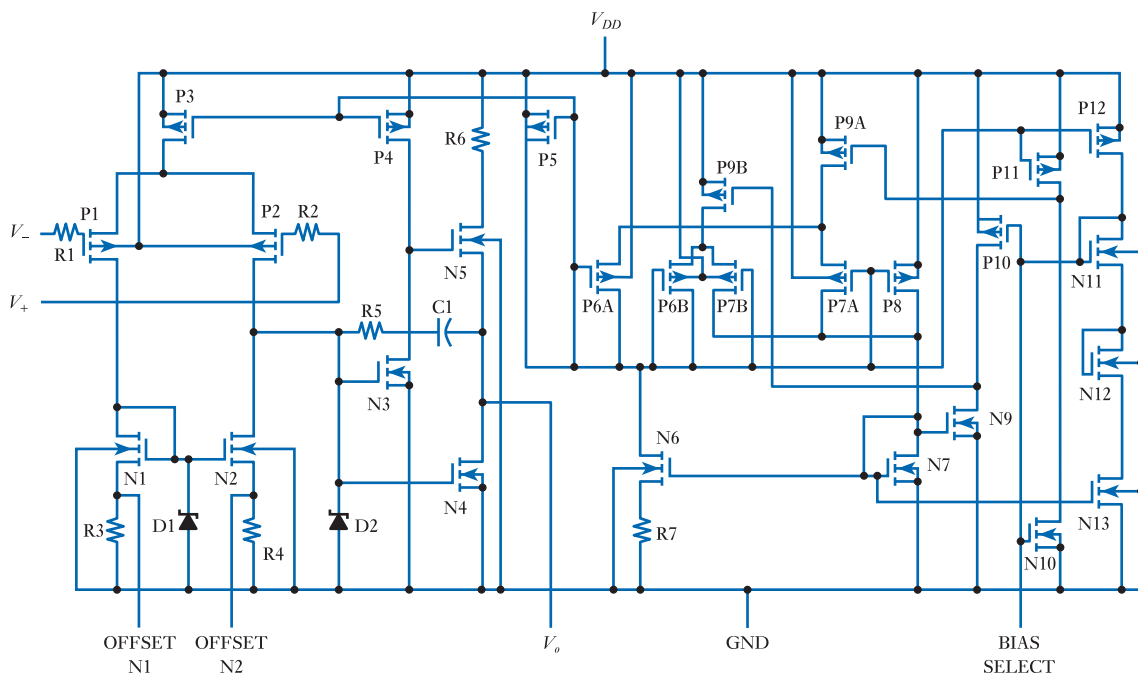 V_DD
P3
P4
R6
P5
P9A
P12
P9B
P11
P1
P2
R2
V_−
R1
N5
P10
N11
V_+
R5
C1
P6A
P6B
P7B
P7A
P8
N3
N12
N9
N6
N1
N2
N7
N4
R3
D1
R4
D2
R7
N13
N10
OFFSET
N1
OFFSET
N2
V_o
GND
BIAS
SELECT